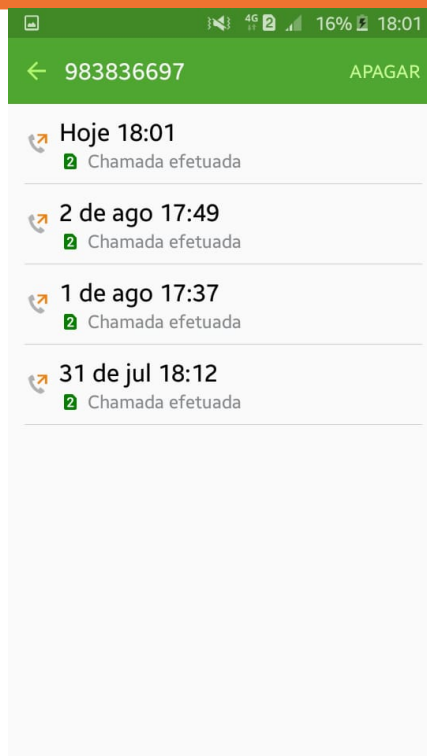 4G 2 16% 18:01
983836697 APAGAR
Hoje 18:01
2 Chamada efetuada
2 de ago 17:49
2 Chamada efetuada
1 de ago 17:37
2 Chamada efetuada
31 de jul 18:12
2 Chamada efetuada